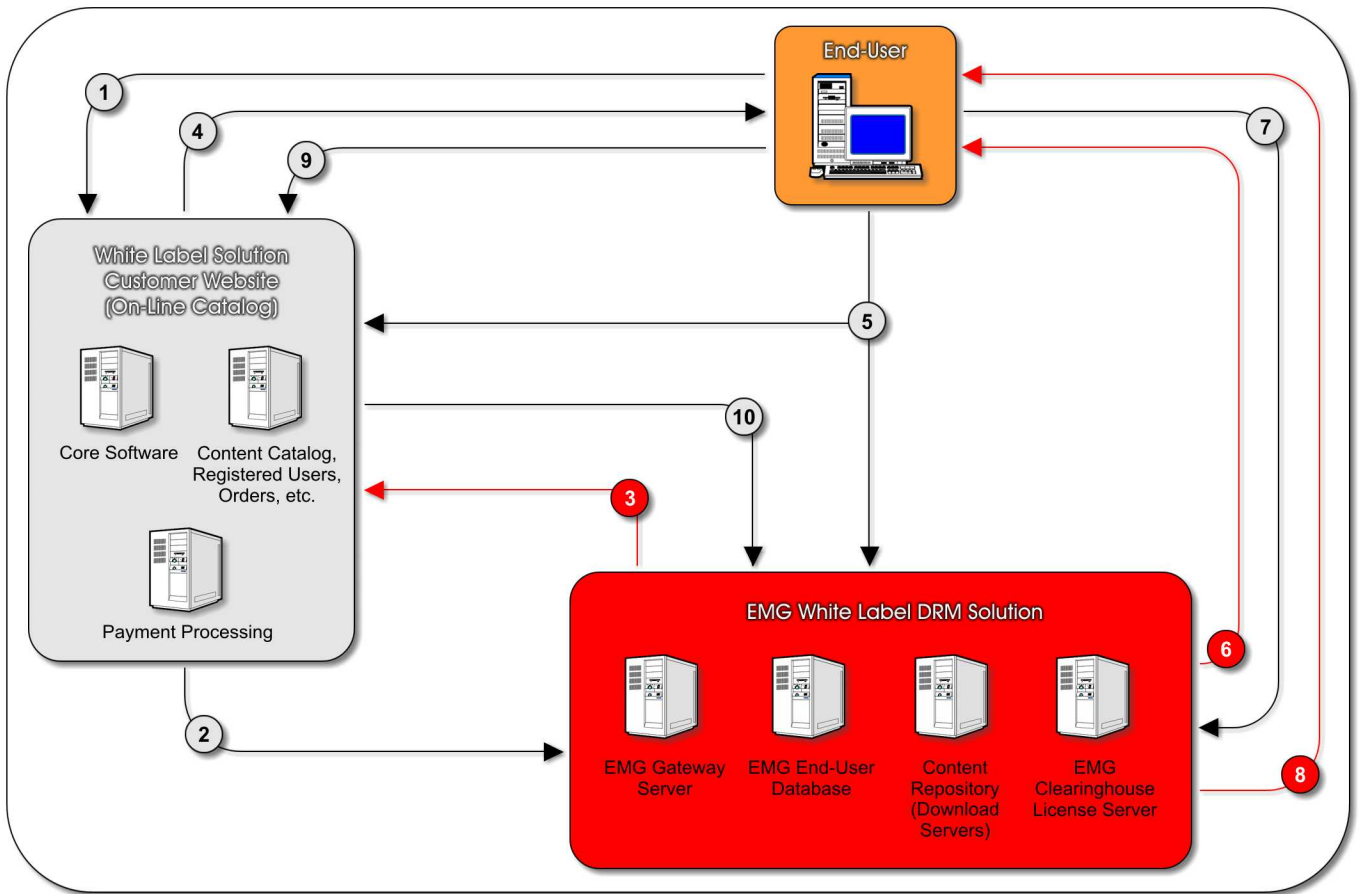 End-User
1
4
7
9
White Label Solution
Customer Website
(On-Line Catalog)
5
10
Core Software
Content Catalog,
Registered Users,
Orders, etc.
3
Payment Processing
EMG White Label DRM Solution
6
2
EMG Gateway
Server
EMG End-User
Database
Content
Repository
(Download
Servers)
EMG
Clearinghouse
License Server
8